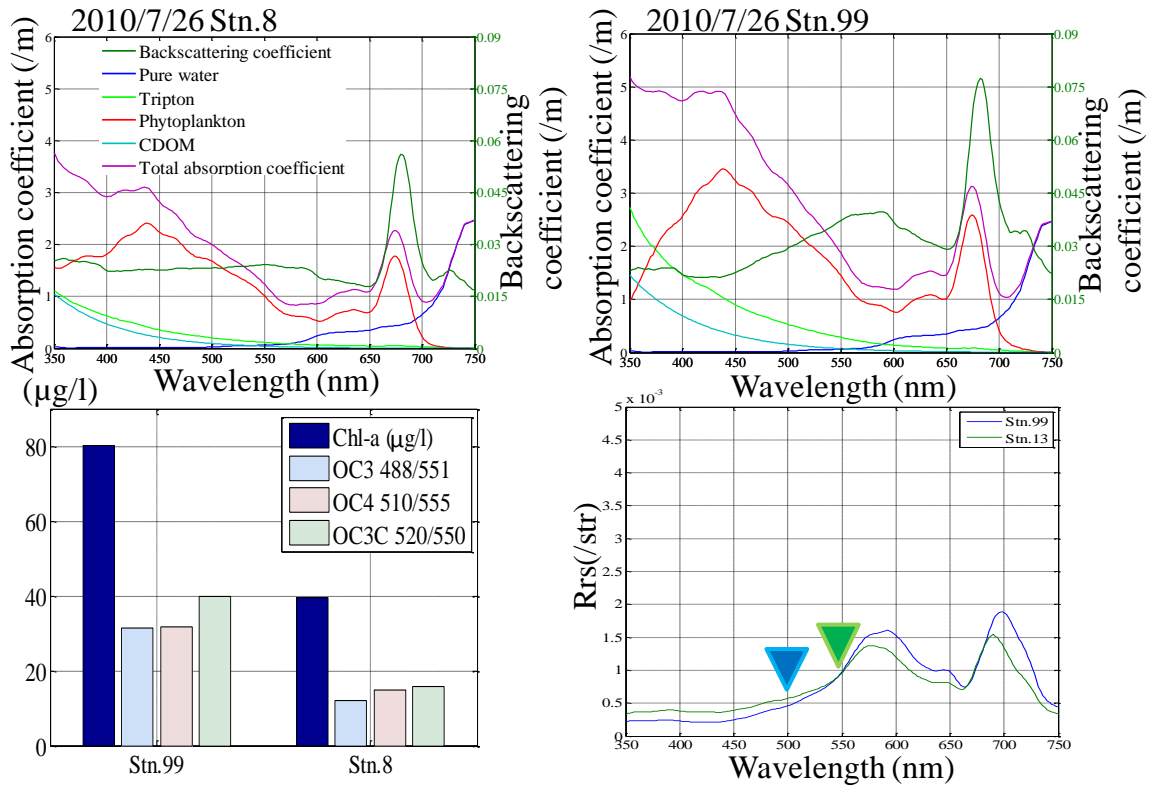 2010/7/26 Stn.8
Absorption coefficient (/m)
6
5
4
3
2
1
0
Backscattering coefficient
Pure water
Tripton
Phytoplankton
CDOM
Total absorption coefficient
0.09
0.075
0.06
0.045
0.03
0.015
0
Backscattering
coefficient (/m)
350 400 450 500 550 600 650 700 750
Wavelength (nm)
2010/7/26 Stn.99
Absorption coefficient (/m)
6
5
4
3
2
1
0
0.09
0.075
0.06
0.045
0.03
0.015
0
Backscattering
coefficient (/m)
350 400 450 500 550 600 650 700 750
Wavelength (nm)
(μg/l)
80
60
40
20
0
Chl-a (μg/l)
OC3 488/551
OC4 510/555
OC3C 520/550
Stn.99 Stn.8
Rrs(/str)
x 10-3
5
4.5
4
3.5
3
2.5
2
1.5
1
0.5
0
Stn.99
Stn.13
350 400 450 500 550 600 650 700 750
Wavelength (nm)